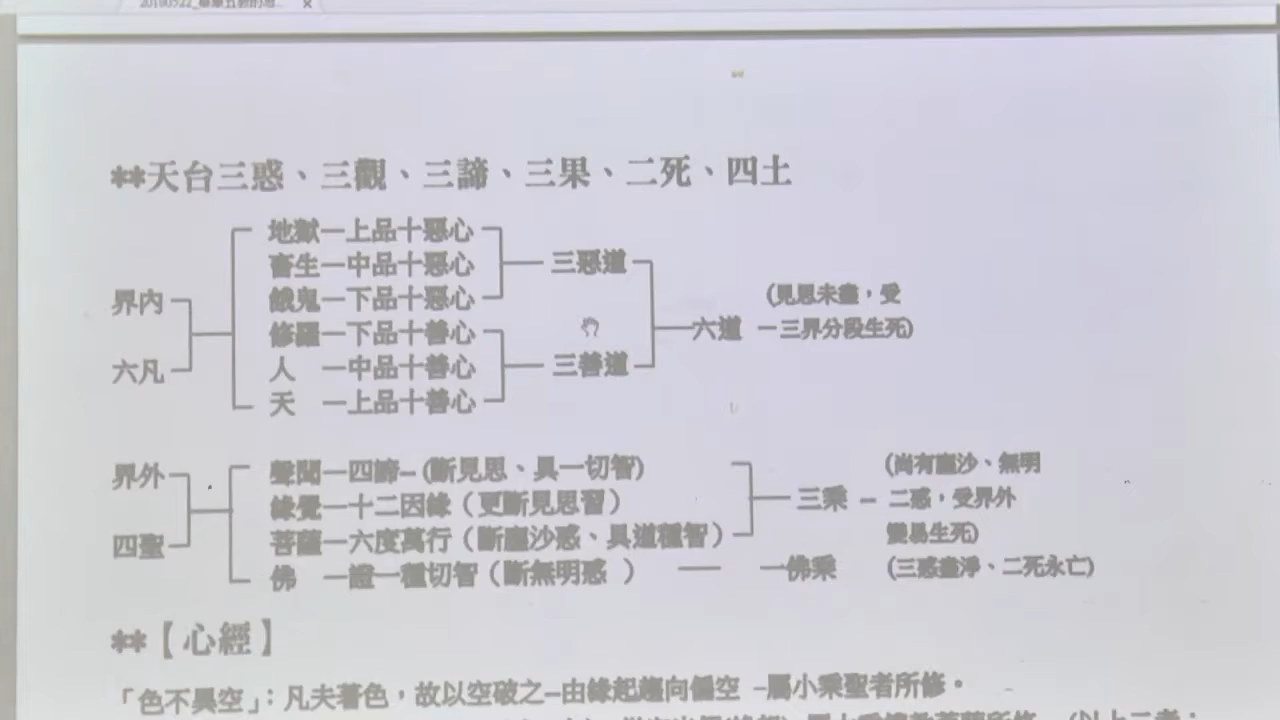 **天台三惑、三觀、三諦、三果、二死、四土
地獄—上品十惡心
畜生—中品十惡心
三惡道
界內
餓鬼—下品十惡心
(見思未盡，受
修羅—下品十善心
六道 —三界分段生死)
六凡
人 —中品十善心
三善道
天 —上品十善心
界外
聲聞—四諦—(斷見思、具一切智)
(尚有塵沙、無明
緣覺—十二因緣（更斷見思習）
三乘 — 二惑，受界外
四聖
菩薩—六度萬行（斷塵沙惑、具道種智）
變易生死)
佛 —證一種切智（斷無明惑 ）
—佛乘
(三惑盡淨、二死永亡)
**【心經】
「色不異空」：凡夫著色，故以空破之—由緣起趨向偏空 —屬小乘聖者所修。